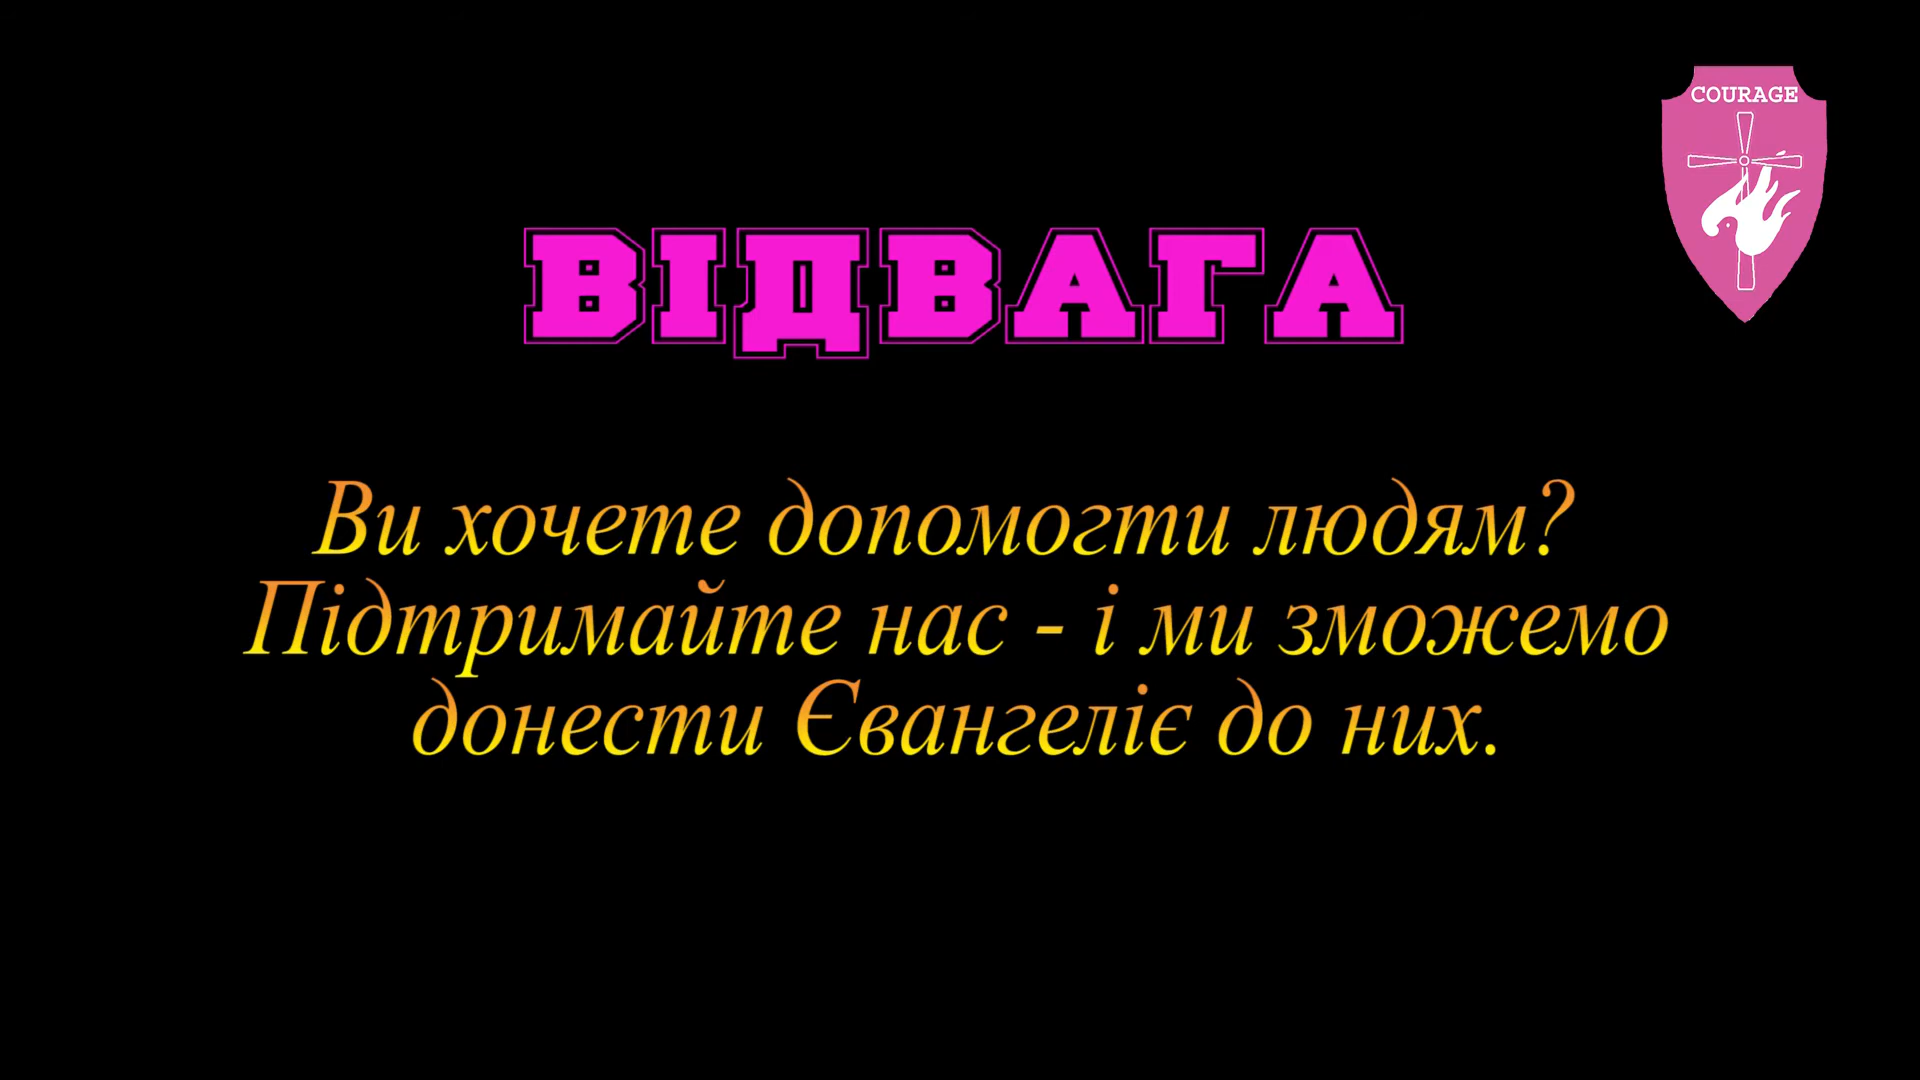 COURAGE
ВІДВАГА
Ви хочете допомогти людям?
Підтримайте нас - і ми зможемо
донести Євангеліє до них.